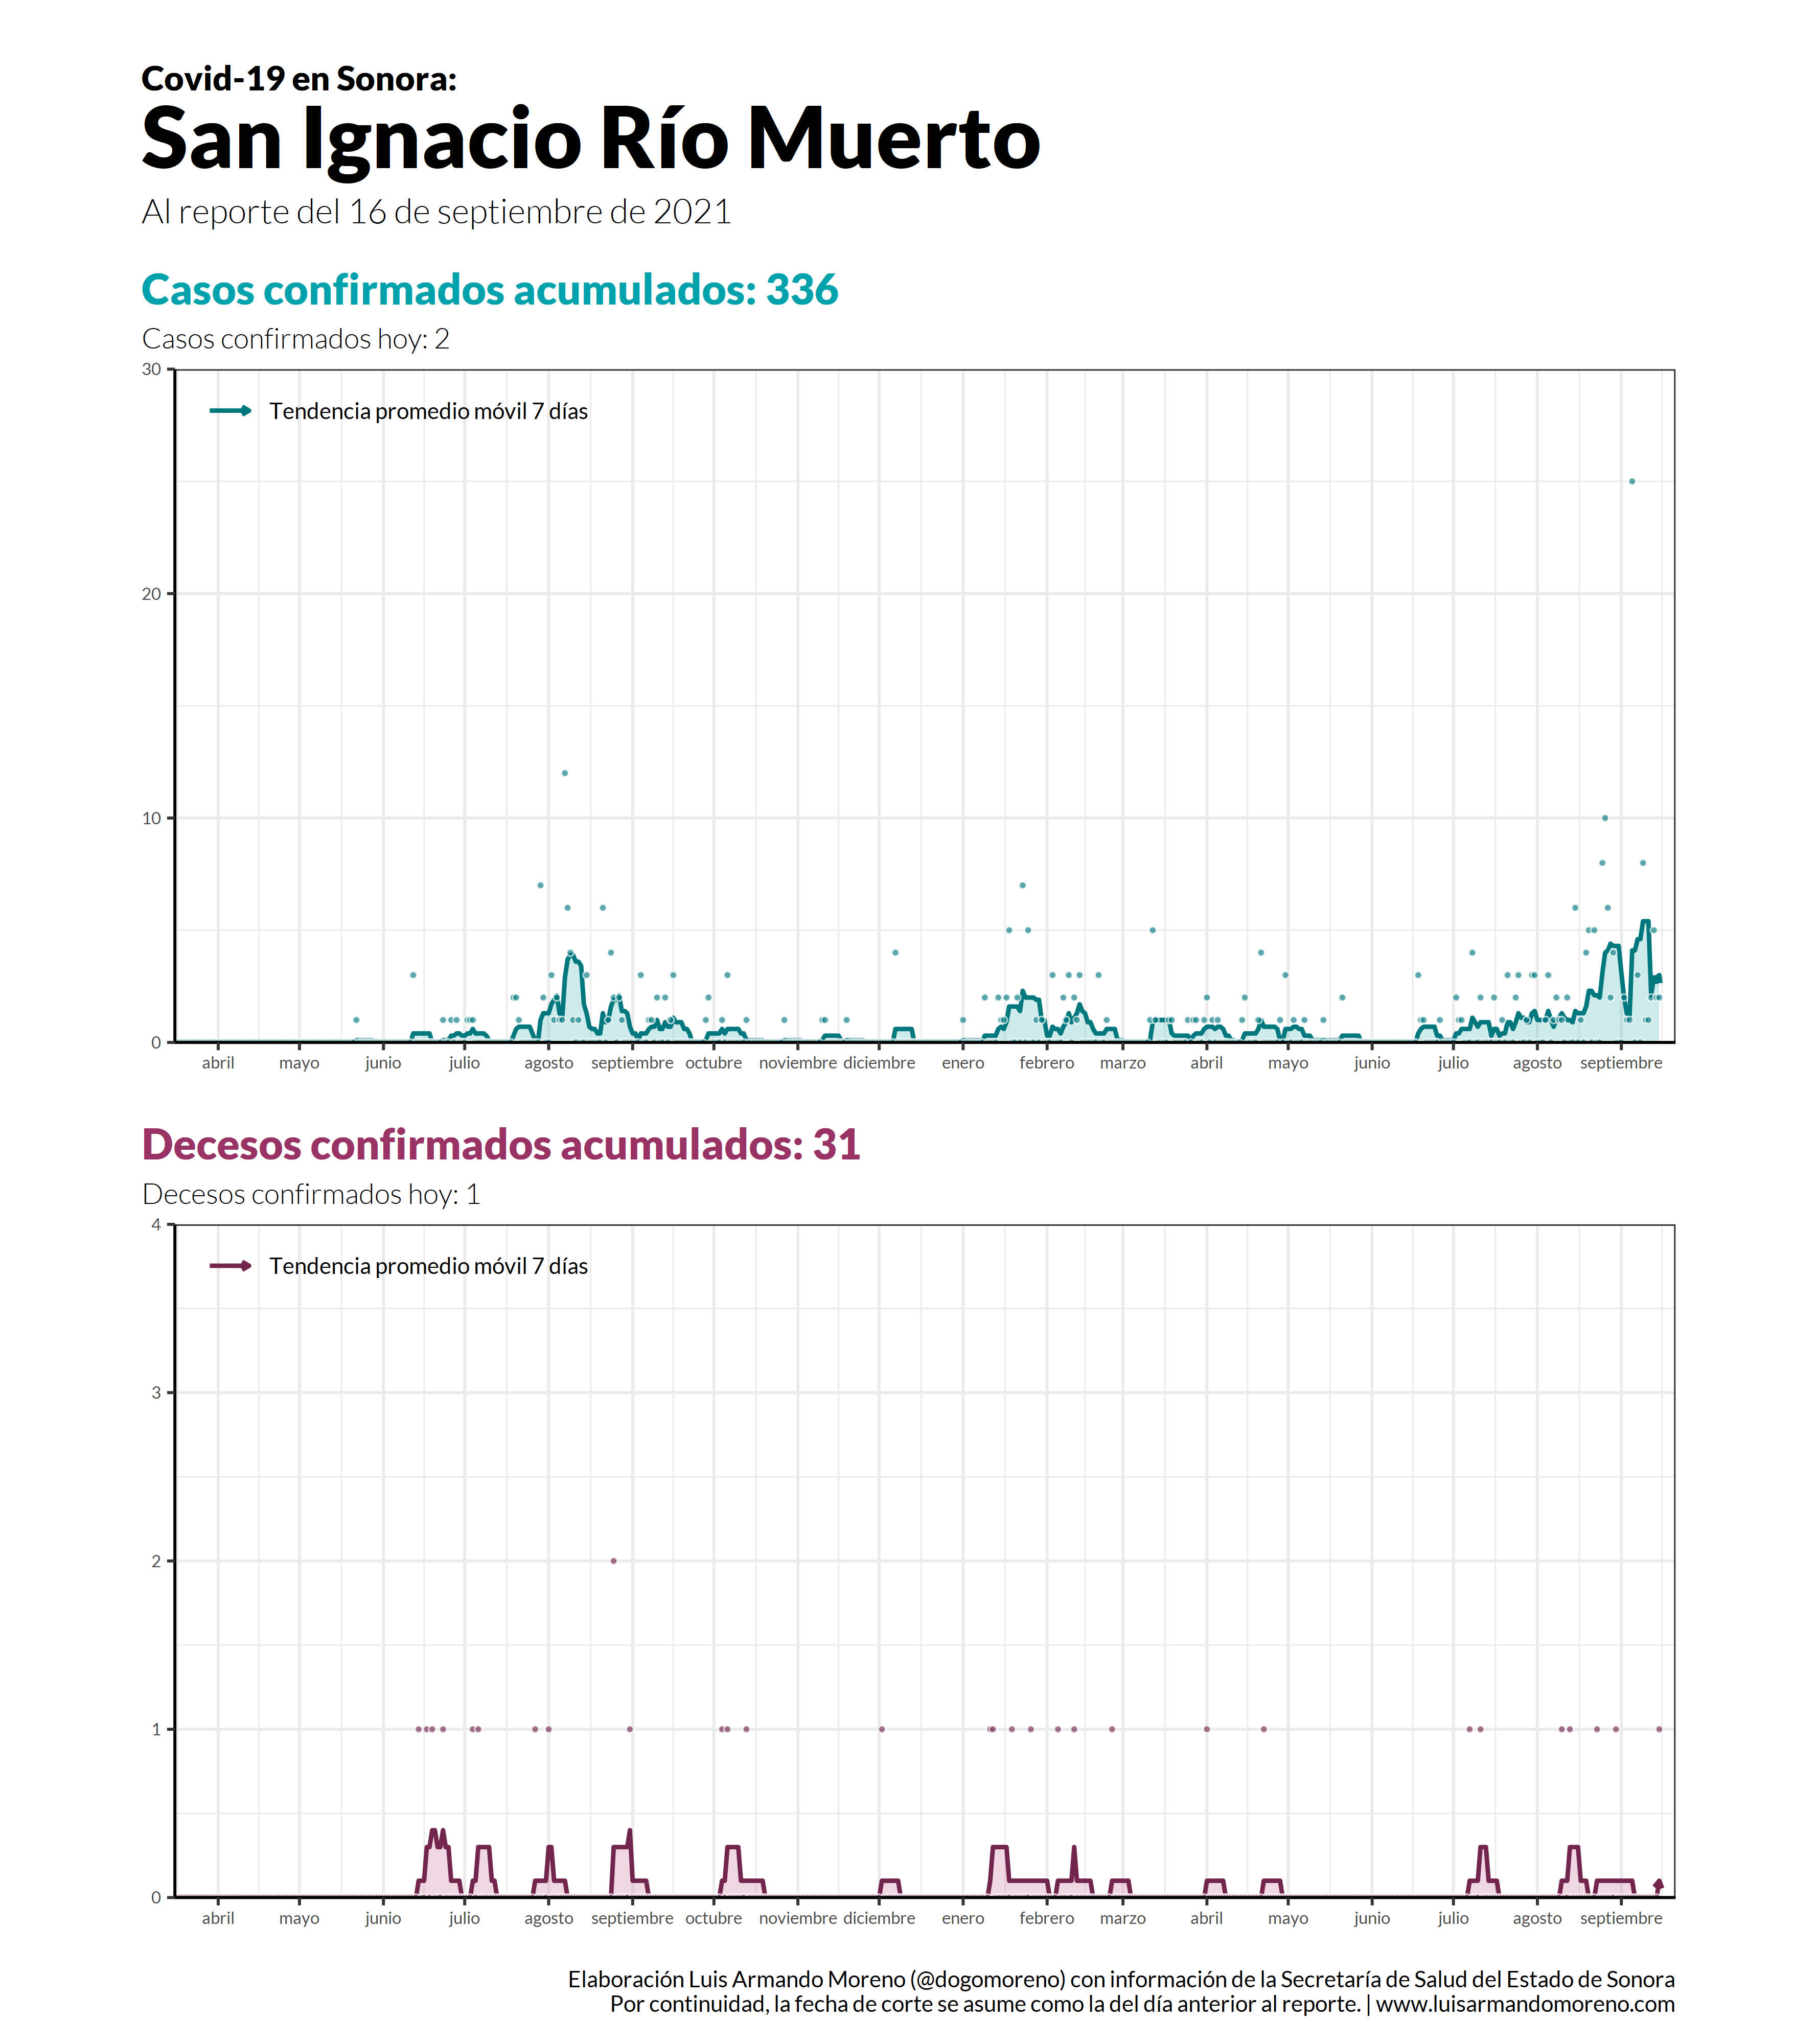 Covid-19 en Sonora:
San Ignacio Río Muerto
Al reporte del 16 de septiembre de 2021
Casos confirmados acumulados: 336
Casos confirmados hoy: 2
30
Tendencia promedio móvil 7 días
20
10
0
abril mayo junio julio agosto septiembre octubre noviembre diciembre enero febrero marzo abril mayo junio julio agosto septiembre
Decesos confirmados acumulados: 31
Decesos confirmados hoy: 1
4
Tendencia promedio móvil 7 días
3
2
1
0
abril mayo junio julio agosto septiembre octubre noviembre diciembre enero febrero marzo abril mayo junio julio agosto septiembre
Elaboración Luis Armando Moreno (@dogomoreno) con información de la Secretaría de Salud del Estado de Sonora
Por continuidad, la fecha de corte se asume como la del día anterior al reporte. | www.luisarmandomoreno.com